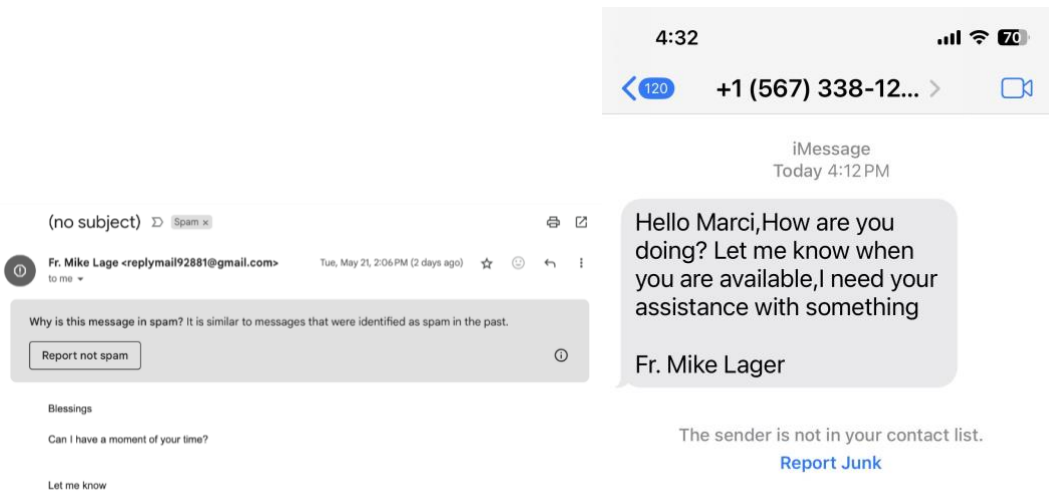 (no subject) Spam x
Fr. Mike Lage <replymail92881@gmail.com> Tue, May 21, 2:06 PM (2 days ago)
to me
Why is this message in spam? It is similar to messages that were identified as spam in the past.
Report not spam
Blessings
Can I have a moment of your time?
Let me know
4:32 70
120 +1 (567) 338-12...
iMessage
Today 4:12 PM
Hello Marci,How are you
doing? Let me know when
you are available,I need your
assistance with something
Fr. Mike Lager
The sender is not in your contact list.
Report Junk